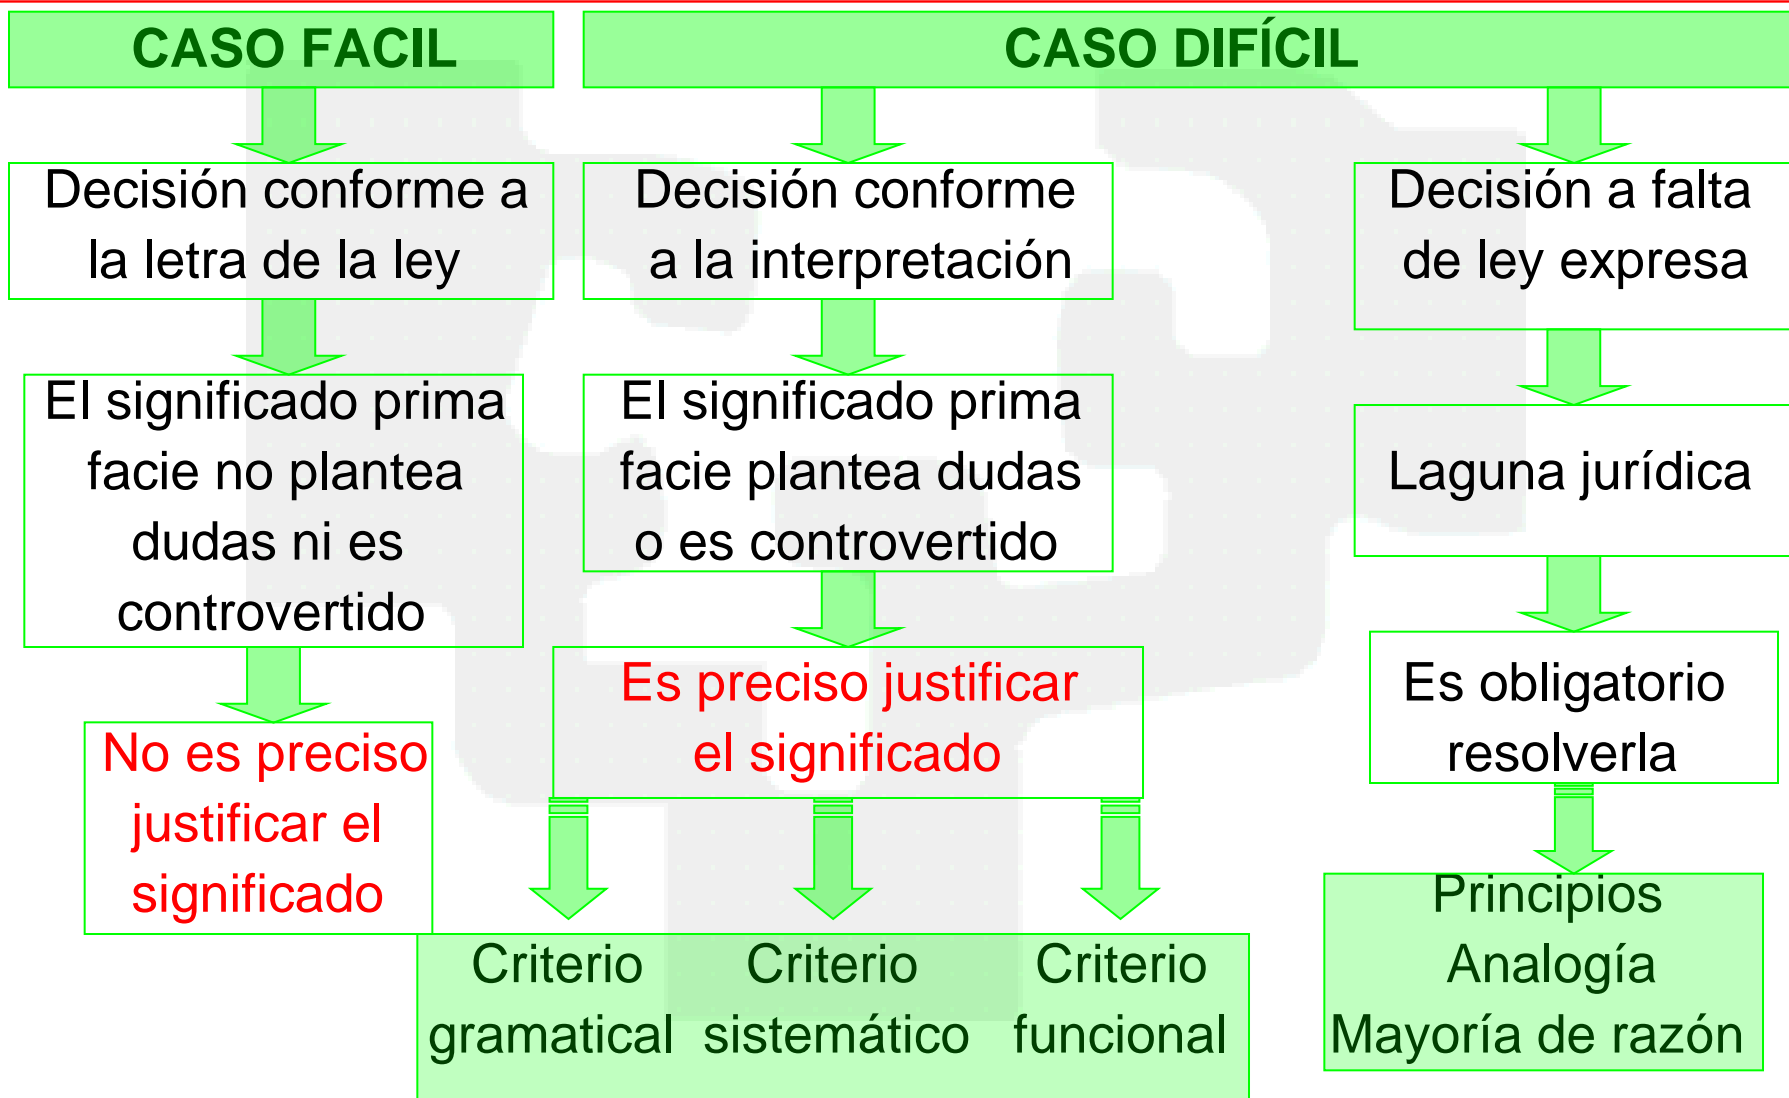 CASO FACIL
Decisión conforme a
la letra de la ley
El significado prima
facie no plantea
dudas ni es
controvertido
No es preciso
justificar el
significado
CASO DIFÍCIL
Decisión conforme
a la interpretación
El significado prima
facie plantea dudas
o es controvertido
Es preciso justificar
el significado
Criterio
gramatical
Criterio
sistemático
Criterio
funcional
Decisión a falta
de ley expresa
Laguna jurídica
Es obligatorio
resolverla
Principios
Analogía
Mayoría de razón